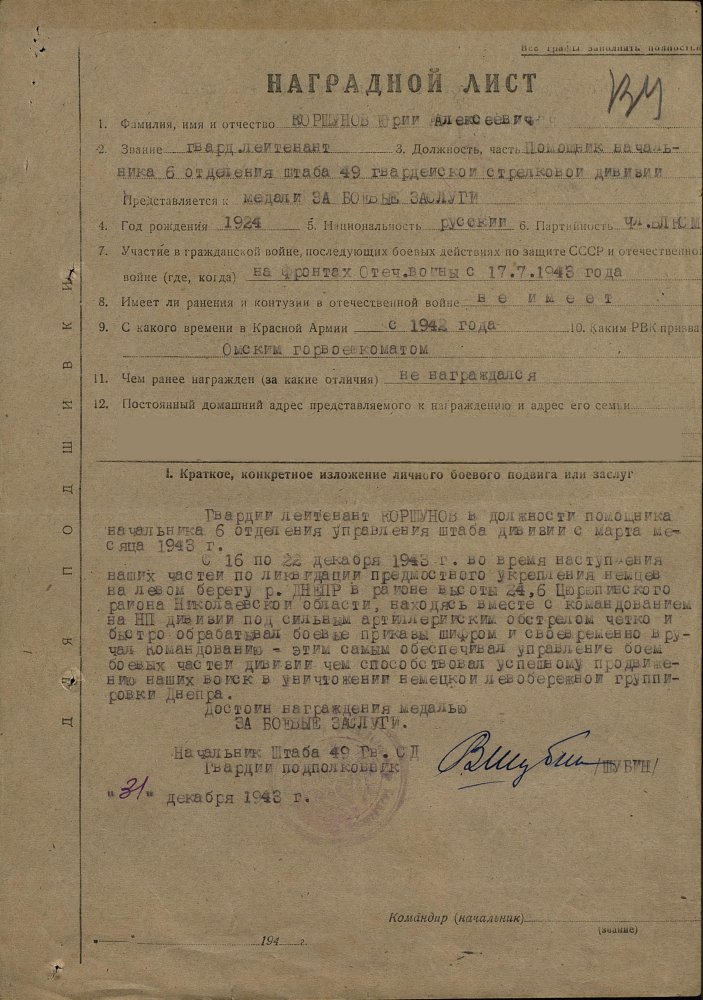 Все графы заполнить полностью
НАГРАДНОЙ ЛИСТ
1. Фамилия, имя и отчество КОРШУНОВ Юрий Алексеевич
2. Звание гвард.лейтенант 3. Должность, часть Помощник началь-
ника 6 отделения штаба 49 гвардейской стрелковой дивизии
Представляется к медали ЗА БОЕВЫЕ ЗАСЛУГИ
4. Год рождения 1924 5. Национальность русский 6. Партийность чл.ВЛКСМ
7. Участие в гражданской войне, последующих боевых действиях по защите СССР и отечественной
войне (где, когда) на Фронтах Отеч.войны с 17.7.1943 года
8. Имеет ли ранения и контузии в отечественной войне не имеет
9. С какого времени в Красной Армии с 1942 года 10. Каким РВК призва
Омским горвоенкоматом
11. Чем ранее награжден (за какие отличия) не награждался
12. Постоянный домашний адрес представляемого к награждению и адрес его семьи
I. Краткое, конкретное изложение личного боевого подвига или заслуг
Гвардии лейтенант КОРШУНОВ в должности помощника
начальника 6 отделения управления штаба дивизии с марта ме-
сяца 1943 г.
С 16 по 22 декабря 1943 г. во время наступления
наших частей по ликвидации предмостного укрепления немцев
на левом берегу р. ДНЕПР в районе высоты 24,6 Цюрюпинского
района Николаевской области, находясь вместе с командованием
на НП дивизии под сильным артиллерийским обстрелом четко и
быстро обрабатывал боевые приказы шифром и своевременно вру-
чал командованию - этим самым обеспечивал управление боем
боевых частей дивизии чем способствовал успешному продвиже-
нию наших войск в уничтожении немецкой левобережной группи-
ровки Днепра.
Достоин награждения медалью
ЗА БОЕВЫЕ ЗАСЛУГИ.
Начальник Штаба 49 Гв. СД
Гвардии подполковник /ШУБИН/
"31" декабря 1943 г.
Командир (начальник)
(звание)
194 г.
ДЛЯ ПОДШИВКИ